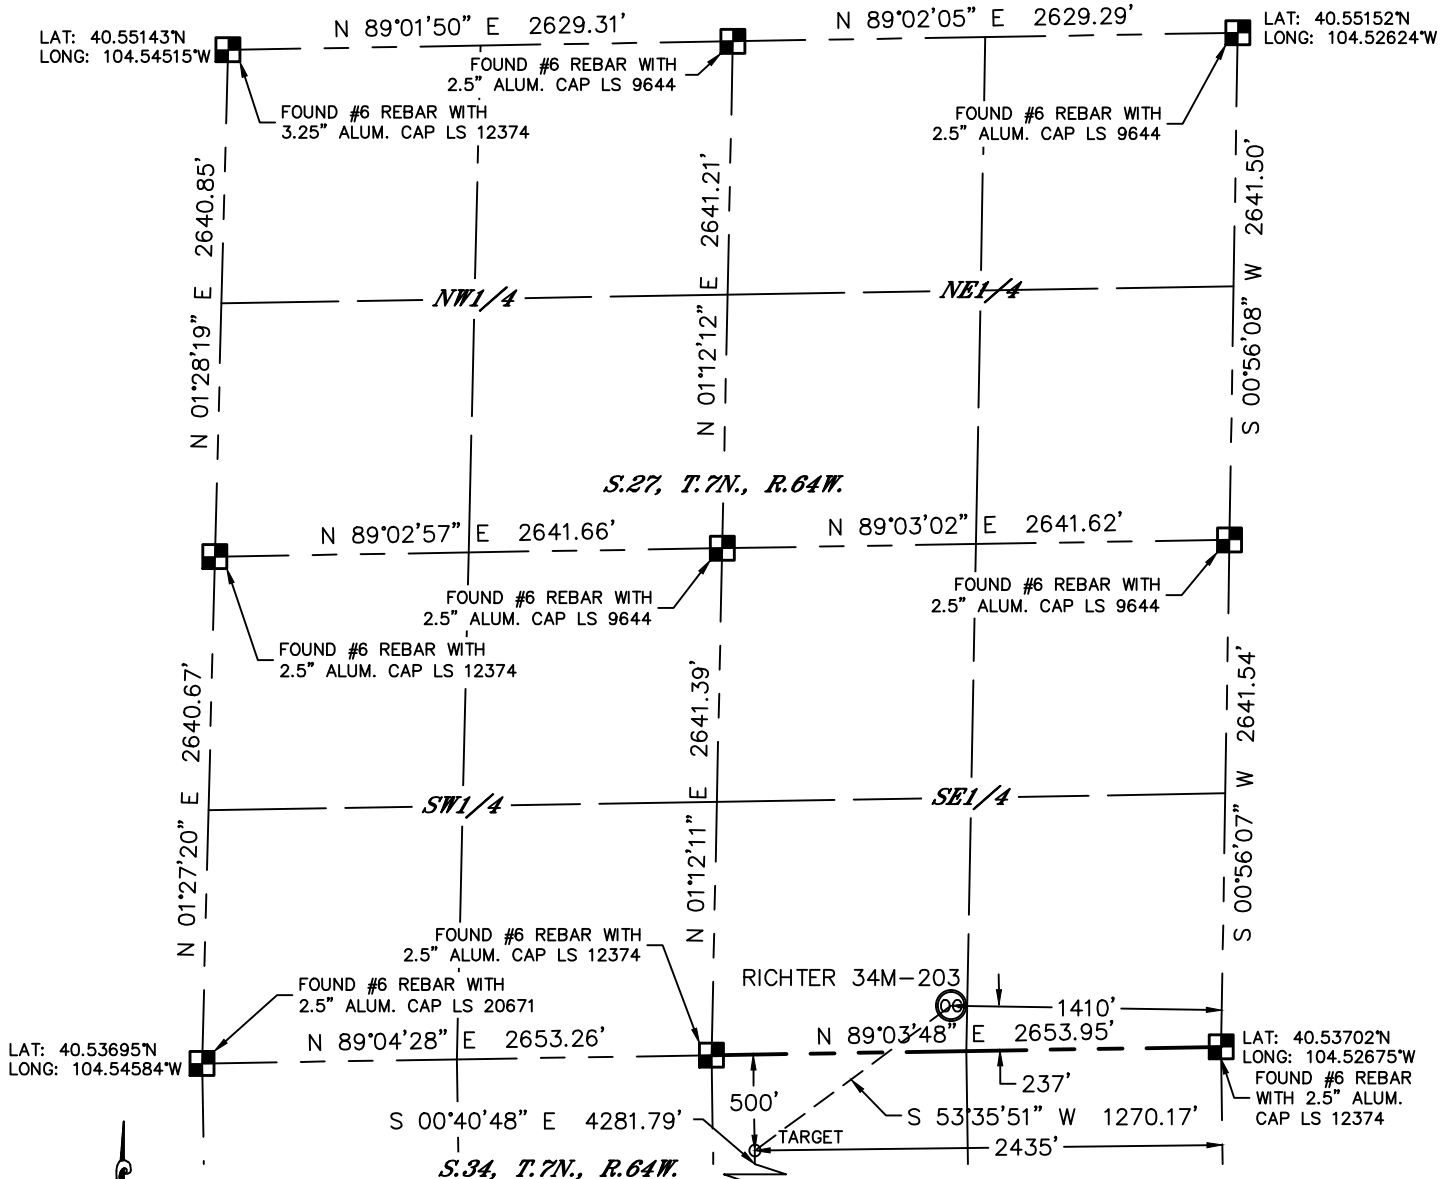 LAT: 40.55143°N
LONG: 104.54515°W
N 89°01'50" E 2629.31'
N 89°02'05" E 2629.29'
LAT: 40.55152°N
LONG: 104.52624°W
FOUND #6 REBAR WITH
2.5" ALUM. CAP LS 9644
FOUND #6 REBAR WITH
3.25" ALUM. CAP LS 12374
FOUND #6 REBAR WITH
2.5" ALUM. CAP LS 9644
N 01°28'19" E 2640.85'
N 01°12'12" E 2641.21'
S 00°56'08" W 2641.50'
NW1/4
NE1/4
S.27, T.7N., R.64W.
N 89°02'57" E 2641.66'
N 89°03'02" E 2641.62'
FOUND #6 REBAR WITH
2.5" ALUM. CAP LS 9644
FOUND #6 REBAR WITH
2.5" ALUM. CAP LS 9644
FOUND #6 REBAR WITH
2.5" ALUM. CAP LS 12374
N 01°27'20" E 2640.67'
N 01°12'11" E 2641.39'
S 00°56'07" W 2641.54'
SW1/4
SE1/4
FOUND #6 REBAR WITH
2.5" ALUM. CAP LS 12374
FOUND #6 REBAR WITH
2.5" ALUM. CAP LS 20671
RICHTER 34M-203
1410'
N 89°04'28" E 2653.26'
N 89°03'48" E 2653.95'
LAT: 40.53695°N
LONG: 104.54584°W
LAT: 40.53702°N
LONG: 104.52675°W
FOUND #6 REBAR
WITH 2.5" ALUM.
CAP LS 12374
237'
500'
S 00°40'48" E 4281.79'
S 53°35'51" W 1270.17'
TARGET
2435'
S.34, T.7N., R.64W.